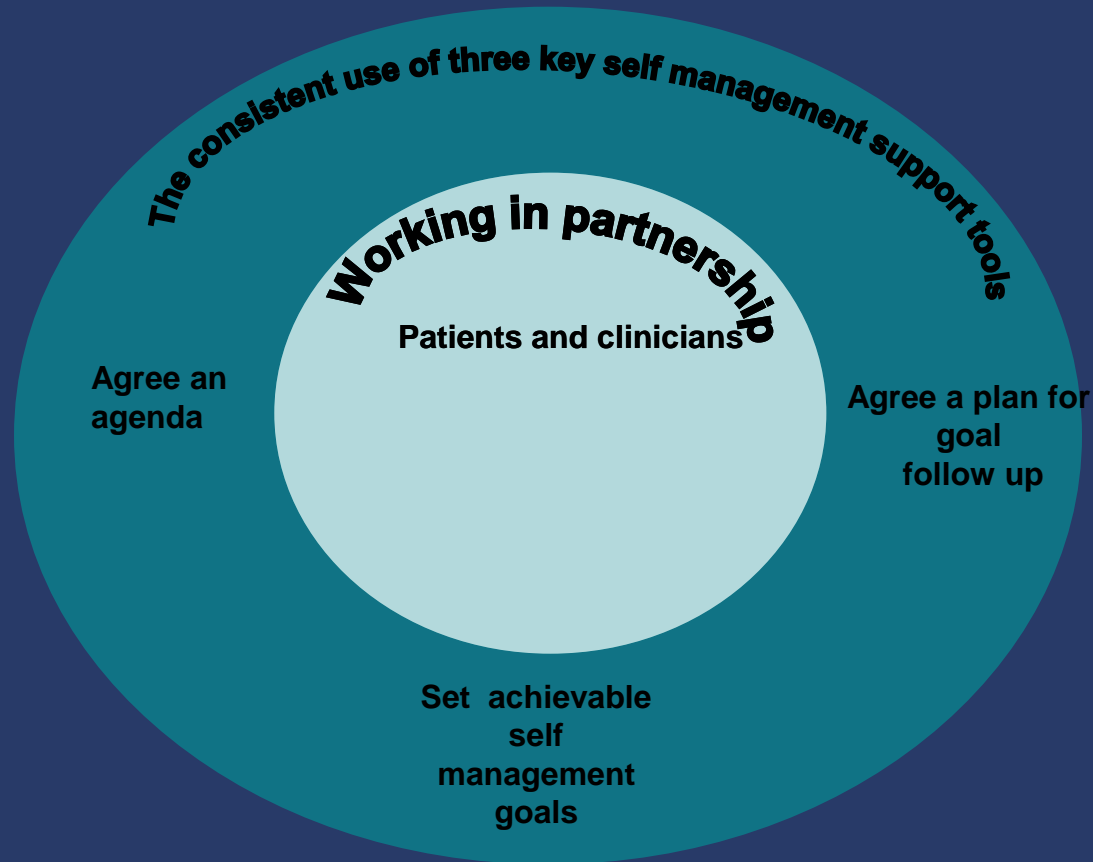 The consistent use of three key self management support tools
Working in partnership
Patients and clinicians
Agree an
agenda
Agree a plan for
goal
follow up
Set achievable
self
management
goals